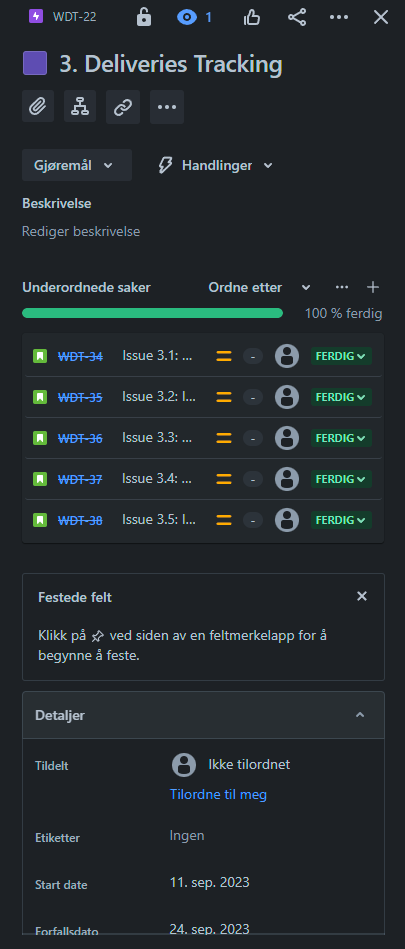 WDT-22
1
3. Deliveries Tracking
Gjøremål
Handlinger
Beskrivelse
Rediger beskrivelse
Underordnede saker
Ordne etter
100 % ferdig
WDT-34 Issue 3.1: ... - FERDIG
WDT-35 Issue 3.2: I... - FERDIG
WDT-36 Issue 3.3: ... - FERDIG
WDT-37 Issue 3.4: ... - FERDIG
WDT-38 Issue 3.5: I... - FERDIG
Festede felt
Klikk på ved siden av en feltmerkelapp for å
begynne å feste.
Detaljer
Tildelt
Ikke tilordnet
Tilordne til meg
Etiketter
Ingen
Start date
11. sep. 2023
Forfallsdato
24. sep. 2023